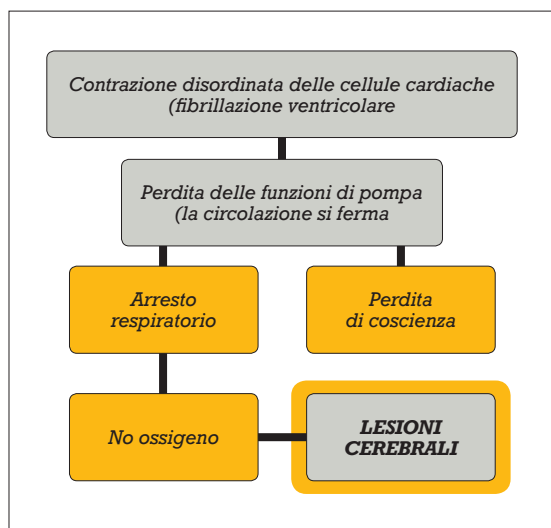 Contrazione disordinata delle cellule cardiache
(fibrillazione ventricolare
Perdita delle funzioni di pompa
(la circolazione si ferma
Arresto
respiratorio
Perdita
di coscienza
No ossigeno
LESIONI
CEREBRALI